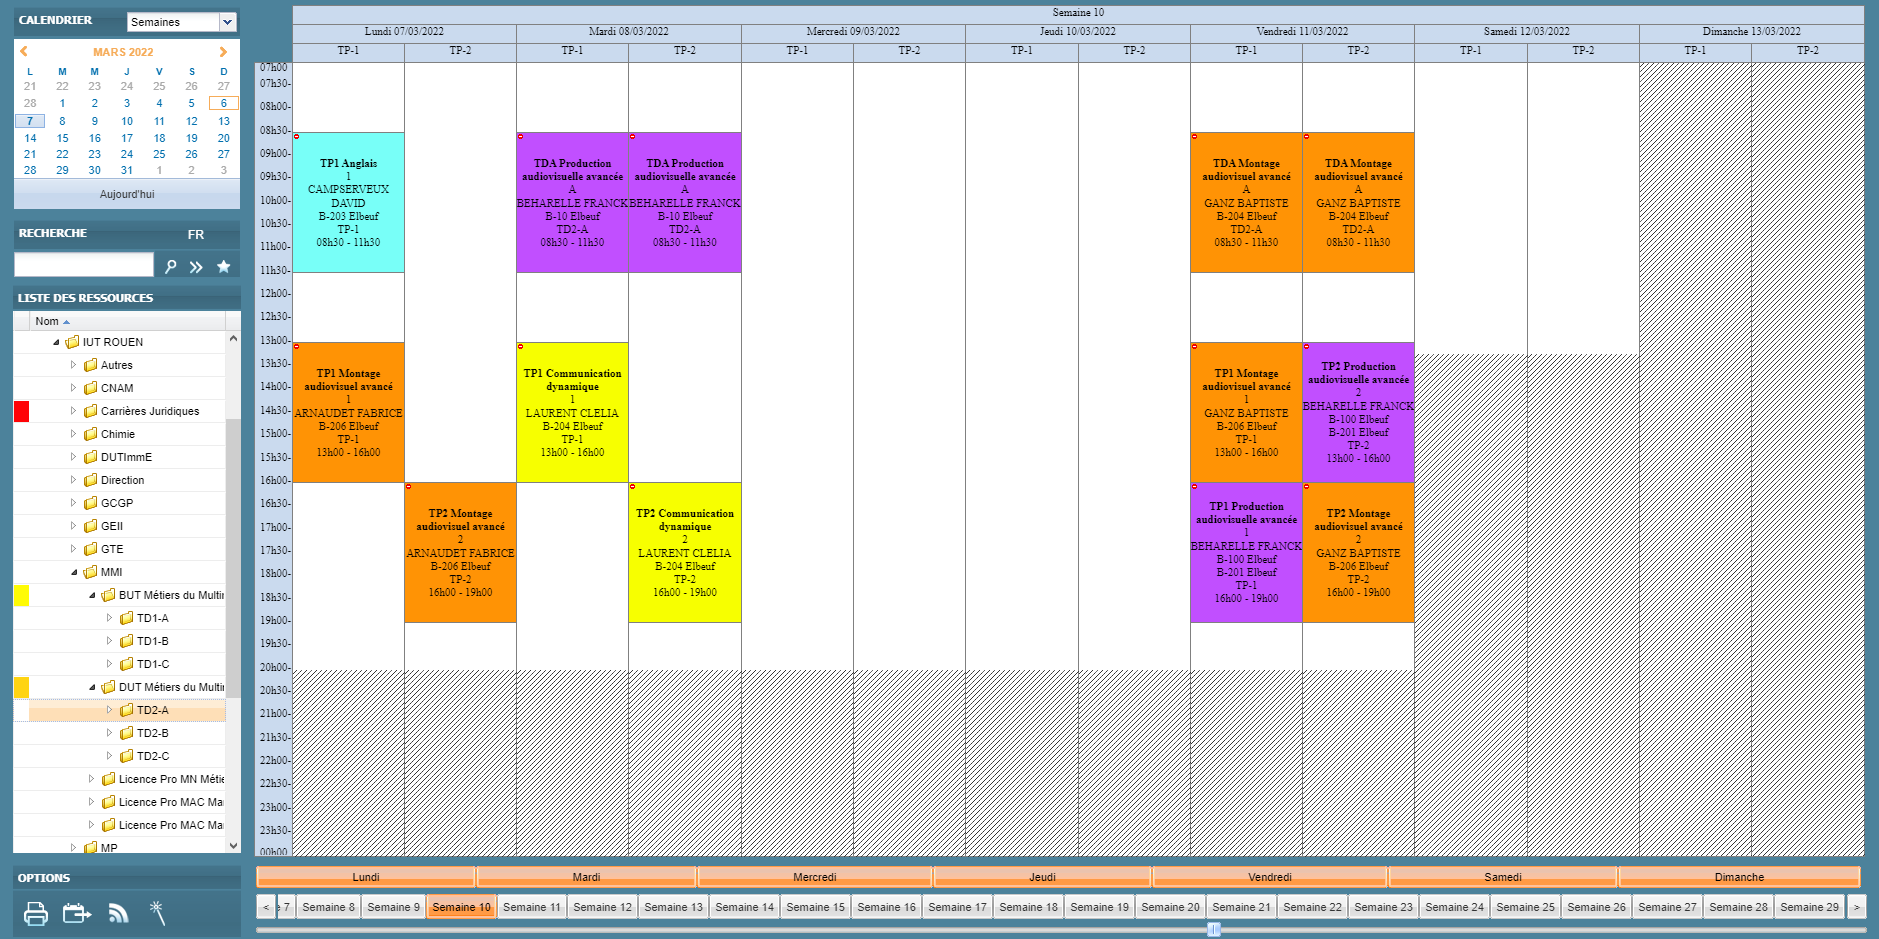 CALENDRIER
Semaines
MARS 2022
L M M J V S D
21 22 23 24 25 26 27
28 1 2 3 4 5 6
7 8 9 10 11 12 13
14 15 16 17 18 19 20
21 22 23 24 25 26 27
28 29 30 31 1 2 3
Aujourd'hui
RECHERCHE
FR
LISTE DES RESSOURCES
Nom
IUT ROUEN
Autres
CNAM
Carrières Juridiques
Chimie
DUTImmE
Direction
GCGP
GEII
GTE
MMI
BUT Métiers du Multir
TD1-A
TD1-B
TD1-C
DUT Métiers du Multir
TD2-A
TD2-B
TD2-C
Licence Pro MN Métie
Licence Pro MAC Mar
Licence Pro MAC Mar
MP
OPTIONS
Semaine 10
Lundi 07/03/2022
Mardi 08/03/2022
Mercredi 09/03/2022
Jeudi 10/03/2022
Vendredi 11/03/2022
Samedi 12/03/2022
Dimanche 13/03/2022
TP-1 TP-2 TP-1 TP-2 TP-1 TP-2 TP-1 TP-2 TP-1 TP-2 TP-1 TP-2 TP-1 TP-2
07h00
07h30-
08h00-
08h30-
09h00-
09h30-
10h00-
10h30-
11h00-
11h30-
12h00-
12h30-
13h00-
13h30-
14h00-
14h30-
15h00-
15h30-
16h00-
16h30-
17h00-
17h30-
18h00-
18h30-
19h00-
19h30-
20h00-
20h30-
21h00-
21h30-
22h00-
22h30-
23h00-
23h30-
00h00
TP1 Anglais
1
CAMPSERVEUX
DAVID
B-203 Elbeuf
TP-1
08h30 - 11h30
TP1 Montage
audiovisuel avancé
1
ARNAUDET FABRICE
B-206 Elbeuf
TP-1
13h00 - 16h00
TP2 Montage
audiovisuel avancé
2
ARNAUDET FABRICE
B-206 Elbeuf
TP-2
16h00 - 19h00
TDA Production
audiovisuelle avancée
A
BEHARELLE FRANCK
B-10 Elbeuf
TD2-A
08h30 - 11h30
TDA Production
audiovisuelle avancée
A
BEHARELLE FRANCK
B-10 Elbeuf
TD2-A
08h30 - 11h30
TP1 Communication
dynamique
1
LAURENT CLELIA
B-204 Elbeuf
TP-1
13h00 - 16h00
TP2 Communication
dynamique
2
LAURENT CLELIA
B-204 Elbeuf
TP-2
16h00 - 19h00
TDA Montage
audiovisuel avancé
A
GANZ BAPTISTE
B-204 Elbeuf
TD2-A
08h30 - 11h30
TDA Montage
audiovisuel avancé
A
GANZ BAPTISTE
B-204 Elbeuf
TD2-A
08h30 - 11h30
TP1 Montage
audiovisuel avancé
1
GANZ BAPTISTE
B-206 Elbeuf
TP-1
13h00 - 16h00
TP2 Production
audiovisuelle avancée
2
BEHARELLE FRANCK
B-100 Elbeuf
B-201 Elbeuf
TP-2
13h00 - 16h00
TP1 Production
audiovisuelle avancée
1
BEHARELLE FRANCK
B-100 Elbeuf
B-201 Elbeuf
TP-1
16h00 - 19h00
TP2 Montage
audiovisuel avancé
2
GANZ BAPTISTE
B-206 Elbeuf
TP-2
16h00 - 19h00
Lundi Mardi Mercredi Jeudi Vendredi Samedi Dimanche
< 7 Semaine 8 Semaine 9 Semaine 10 Semaine 11 Semaine 12 Semaine 13 Semaine 14 Semaine 15 Semaine 16 Semaine 17 Semaine 18 Semaine 19 Semaine 20 Semaine 21 Semaine 22 Semaine 23 Semaine 24 Semaine 25 Semaine 26 Semaine 27 Semaine 28 Semaine 29 >